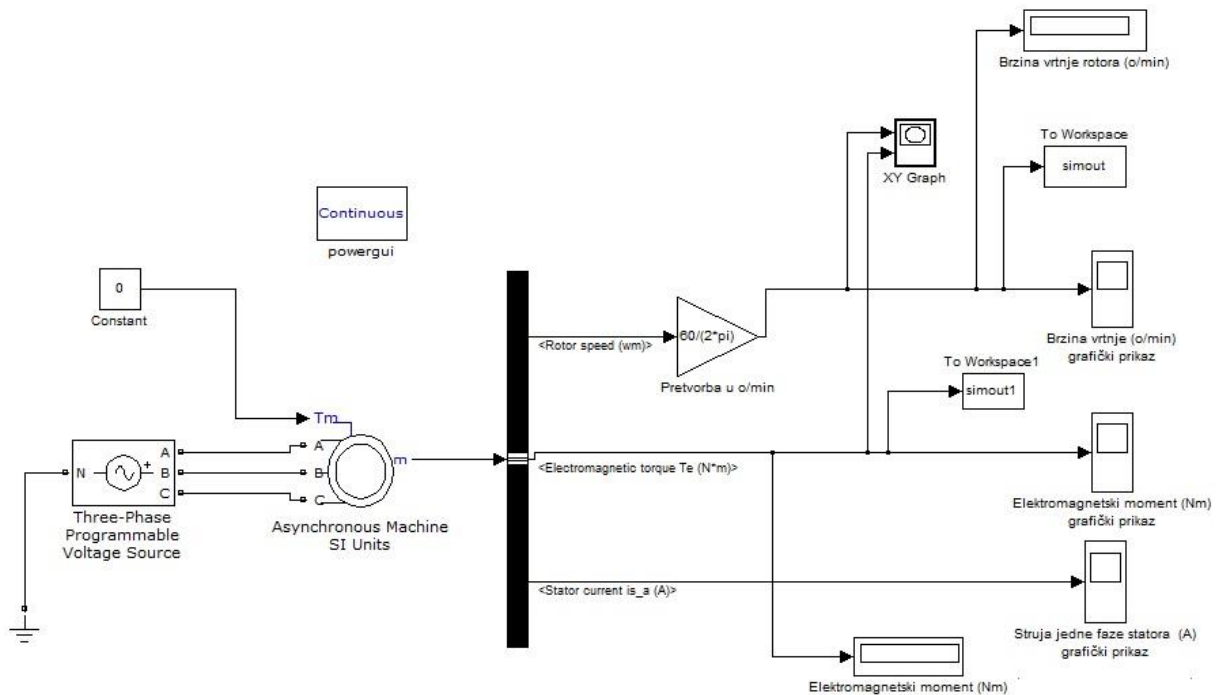 Brzina vrtnje rotora (o/min)
To Workspace
simout
XY Graph
Continuous
powergui
0
Constant
60/(2*pi)
<Rotor speed (wm)>
Pretvorba u o/min
Brzina vrtnje (o/min)
grafički prikaz
To Workspace1
simout1
Tm
A
B
C
m
N
+
A
B
C
Three-Phase
Programmable
Voltage Source
Asynchronous Machine
SI Units
<Electromagnetic torque Te (N*m)>
Elektromagnetski moment (Nm)
grafički prikaz
<Stator current is_a (A)>
Struja jedne faze statora (A)
grafički prikaz
Elektromagnetski moment (Nm)